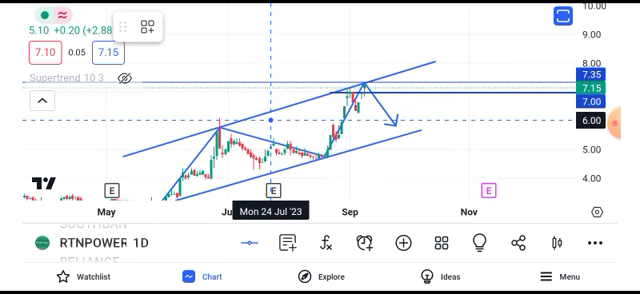 10.00
5.10 +0.20 (+2.88
7.10 0.05 7.15
8.00
Supertrend 10 3
7.35
7.15
7.00
6.00
5.00
4.00
E E E
May Ju Sep Nov
Mon 24 Jul '23
SOUTHBAN
RTNPOWER 1D
RELIANCE
Watchlist Chart Explore Ideas Menu